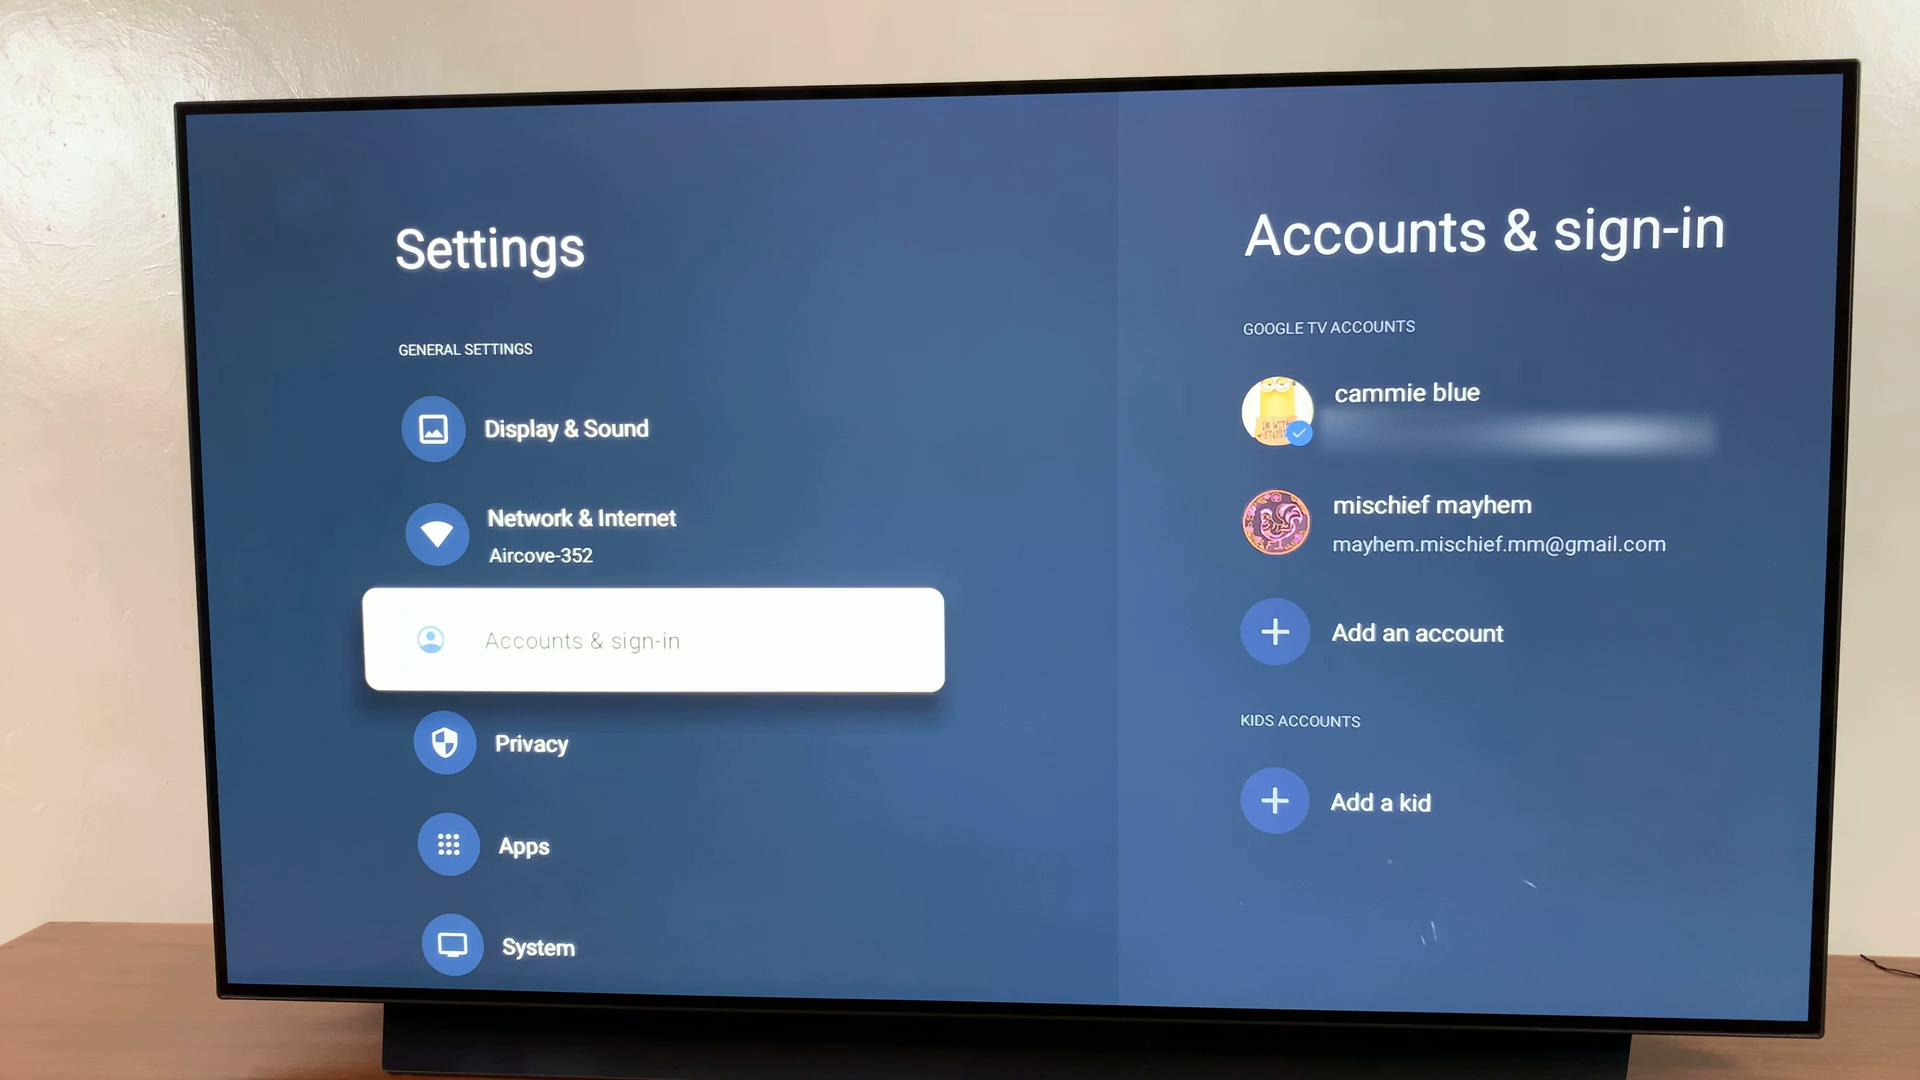 Settings
GENERAL SETTINGS
Display & Sound
Network & Internet
Aircove-352
Accounts & sign-in
Privacy
Apps
System
Accounts & sign-in
GOOGLE TV ACCOUNTS
cammie blue
mischief mayhem
mayhem.mischief.mm@gmail.com
Add an account
KIDS ACCOUNTS
Add a kid